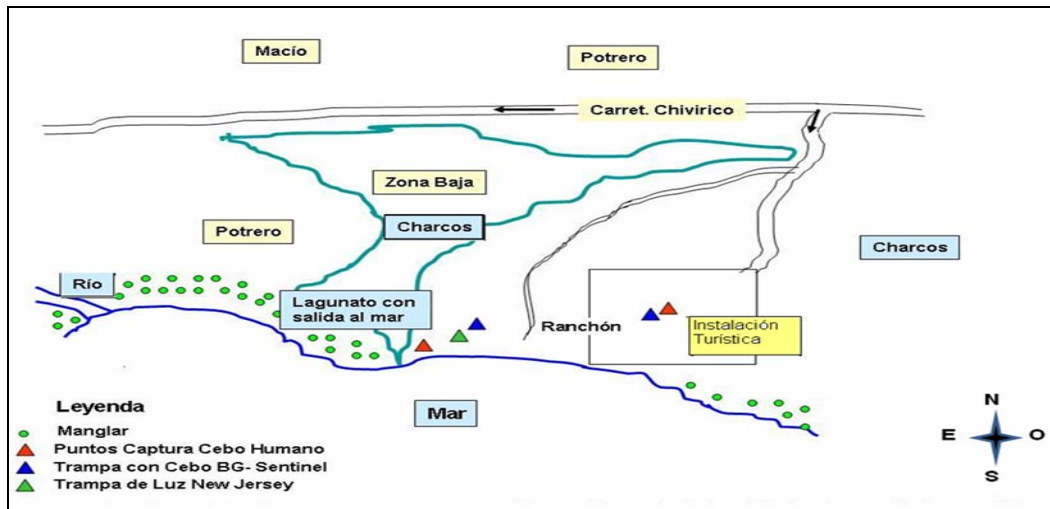 Macío
Potrero
Carret. Chivirico
Zona Baja
Charcos
Potrero
Charcos
Río
Lagunato con
salida al mar
Ranchón
Instalación
Turística
Mar
Leyenda
Manglar
Puntos Captura Cebo Humano
Trampa con Cebo BG- Sentinel
Trampa de Luz New Jersey
N
E
O
S